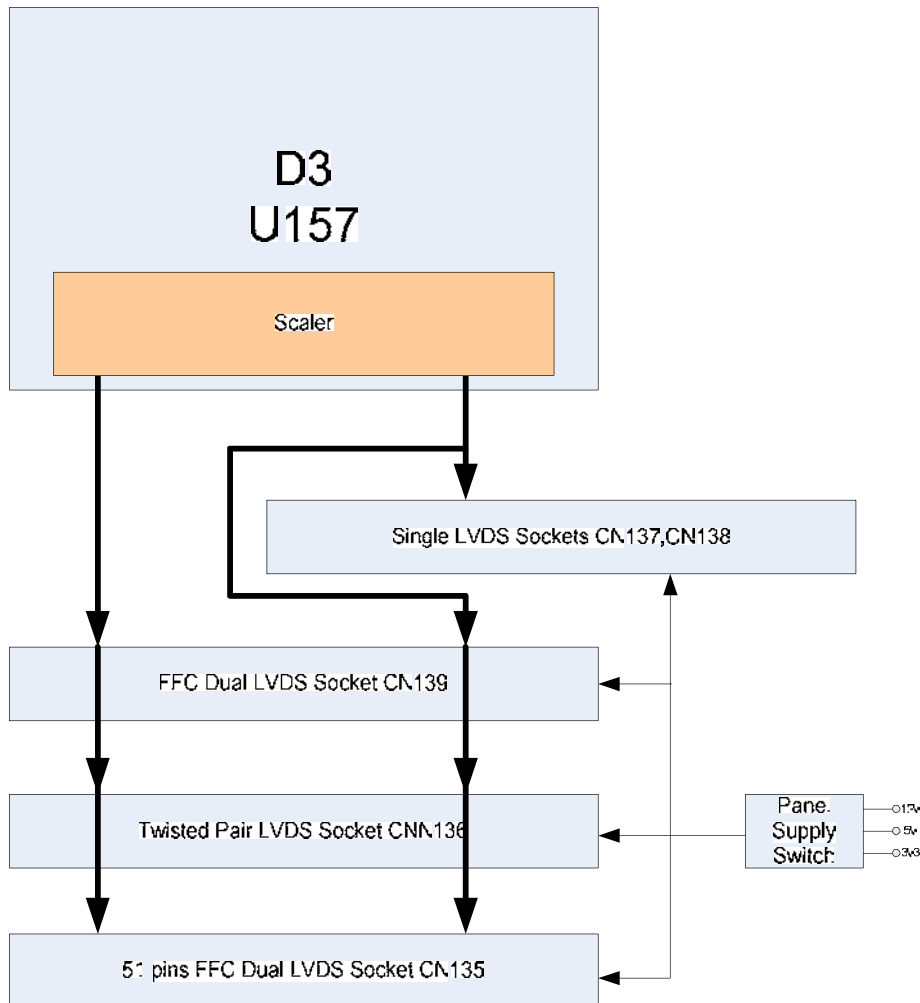 D3
U157
Scaler
Single LVDS Sockets CN137,CN138
FFC Dual LVDS Socket CN139
Twisted Pair LVDS Socket CNN136
Panel
Supply
Switch
12v
5v
3v3
51 pins FFC Dual LVDS Socket CN135